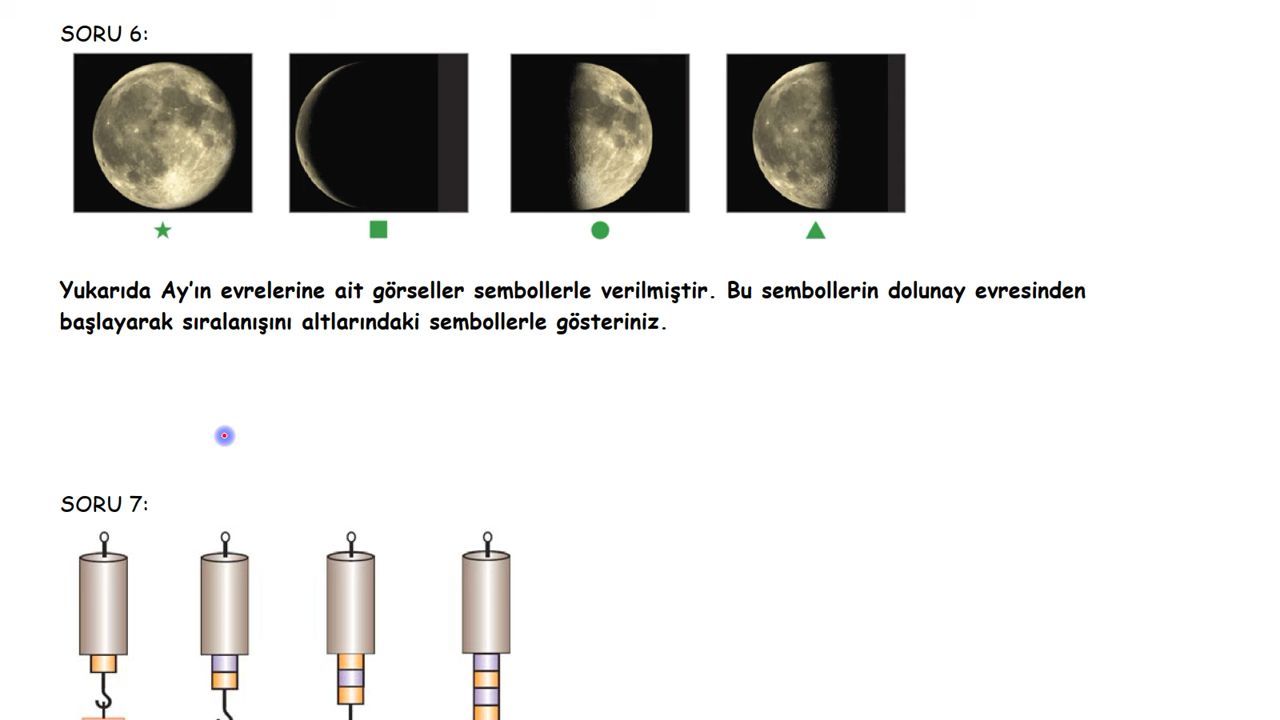 SORU 6:
Yukarıda Ay’ın evrelerine ait görseller sembollerle verilmiştir. Bu sembollerin dolunay evresinden
başlayarak sıralanışını altlarındaki sembollerle gösteriniz.
SORU 7: